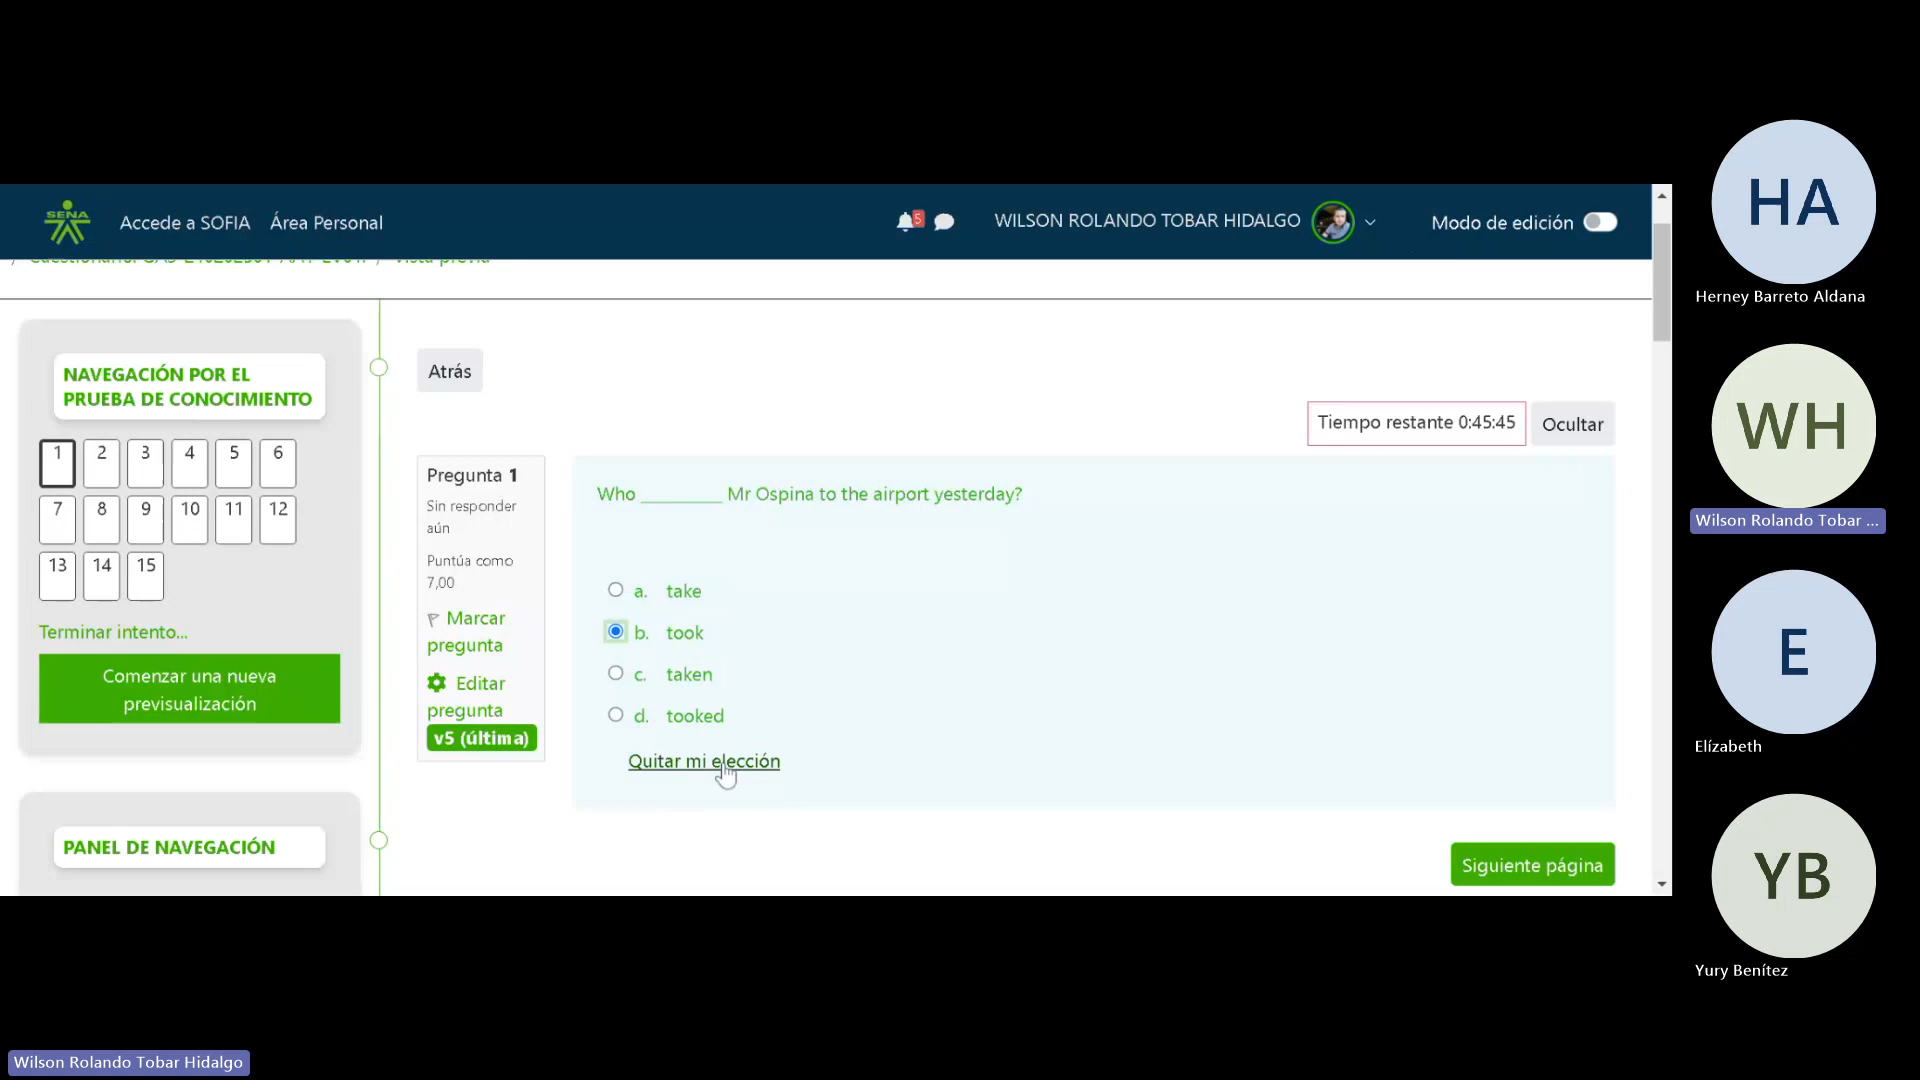 SENA
Accede a SOFIA Área Personal
5
WILSON ROLANDO TOBAR HIDALGO
Modo de edición
NAVEGACIÓN POR EL
PRUEBA DE CONOCIMIENTO
1 2 3 4 5 6
7 8 9 10 11 12
13 14 15
Terminar intento...
Comenzar una nueva
previsualización
PANEL DE NAVEGACIÓN
Atrás
Tiempo restante 0:45:45
Ocultar
Pregunta 1
Sin responder
aún
Puntúa como
7,00
Marcar
pregunta
Editar
pregunta
v5 (última)
Who _________ Mr Ospina to the airport yesterday?
a. take
b. took
c. taken
d. tooked
Quitar mi elección
Siguiente página
HA
Herney Barreto Aldana
WH
Wilson Rolando Tobar ...
E
Elízabeth
YB
Yury Benítez
Wilson Rolando Tobar Hidalgo